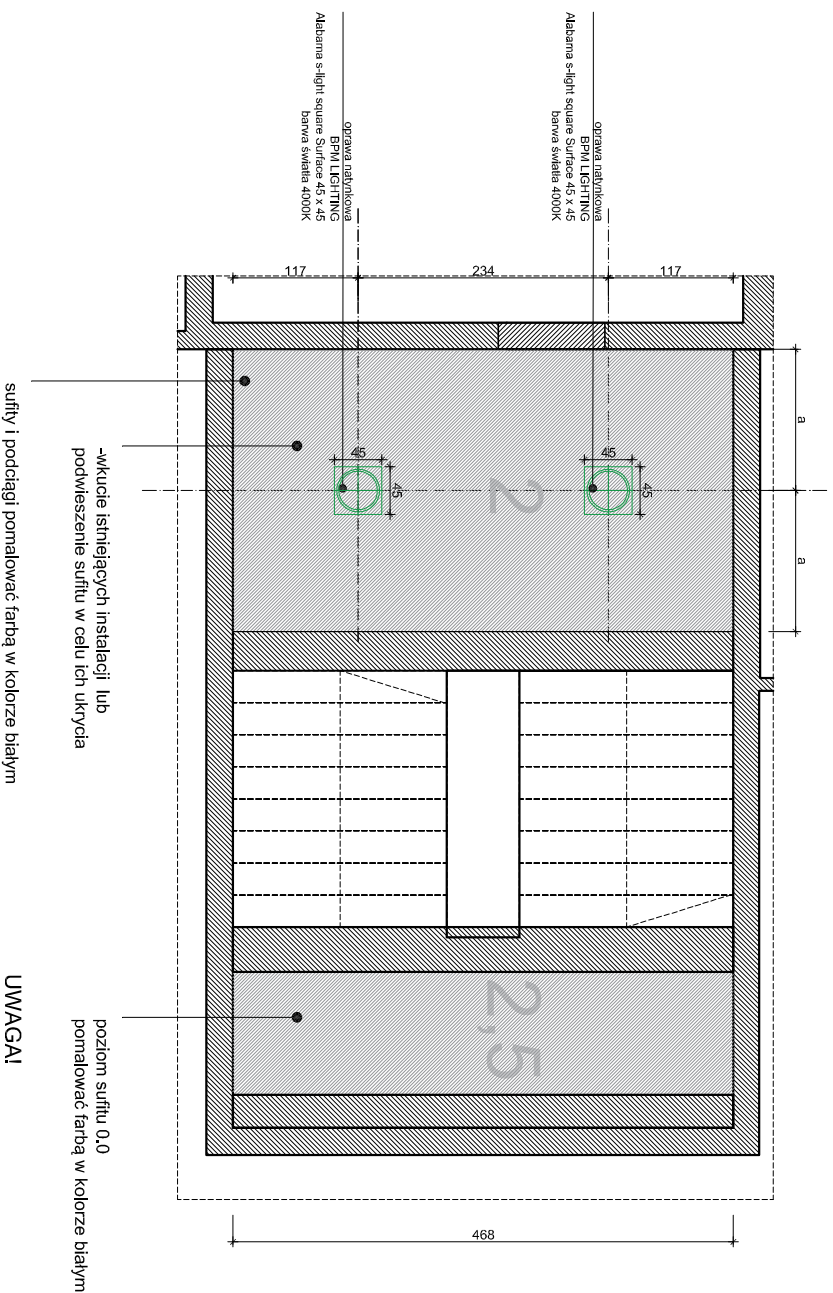 oprawa natynkowa
BPM LIGHTING
Alabama s-light square Surface 45 x 45
barwa światła 4000K
oprawa natynkowa
BPM LIGHTING
Alabama s-light square Surface 45 x 45
barwa światła 4000K
117
234
117
a
a
45
45
45
45
2
2,5
468
-wkucie istniejących instalacji lub
podwieszenie sufitu w celu ich ukrycia
sufity i podciągi pomalować farbą w kolorze białym
poziom sufitu 0.0
pomalować farbą w kolorze białym
UWAGA!